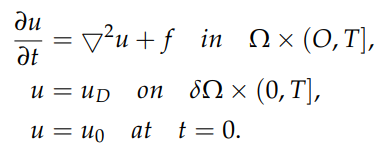 ∂u/∂t = ▽²u + f in Ω × (O, T],
u = u_D on δΩ × (0, T],
u = u_0 at t = 0.